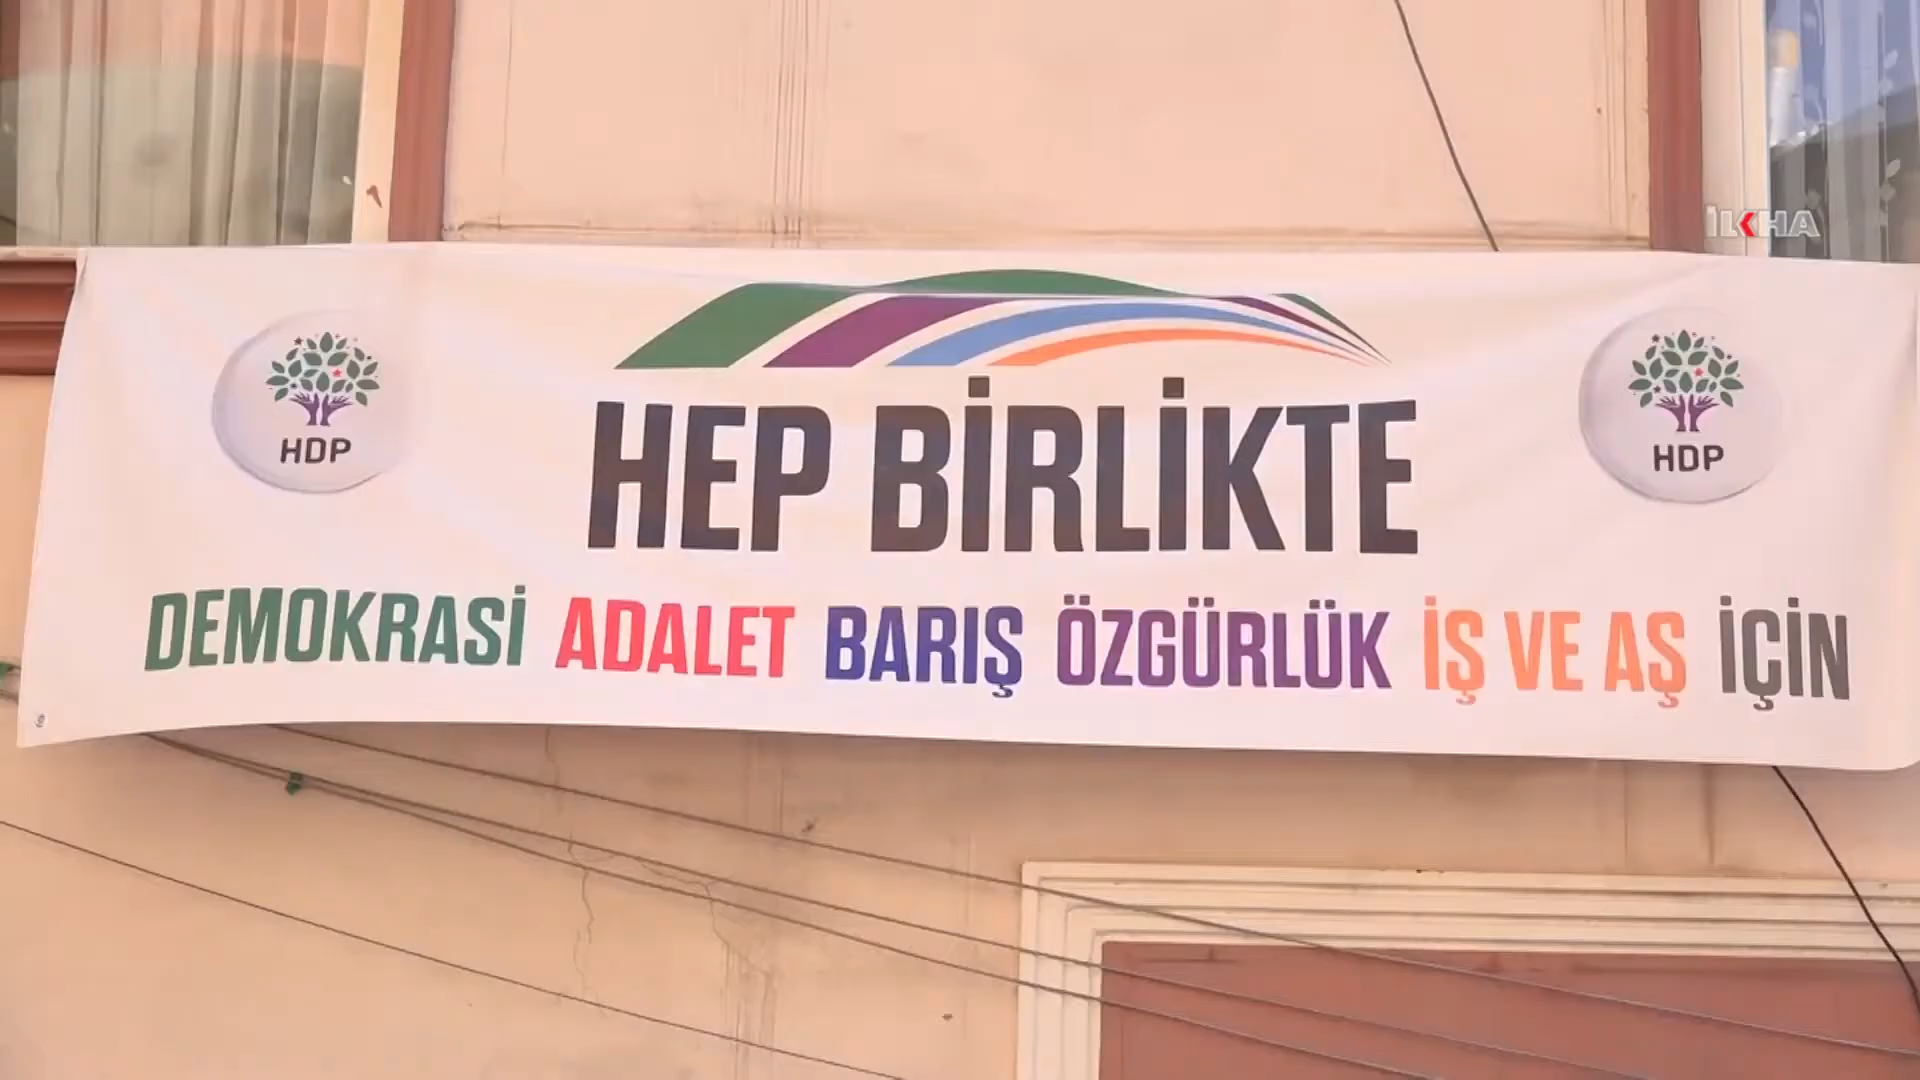 İLKHA
HDP
HEP BİRLİKTE
HDP
DEMOKRASİ ADALET BARIŞ ÖZGÜRLÜK İŞ VE AŞ İÇİN